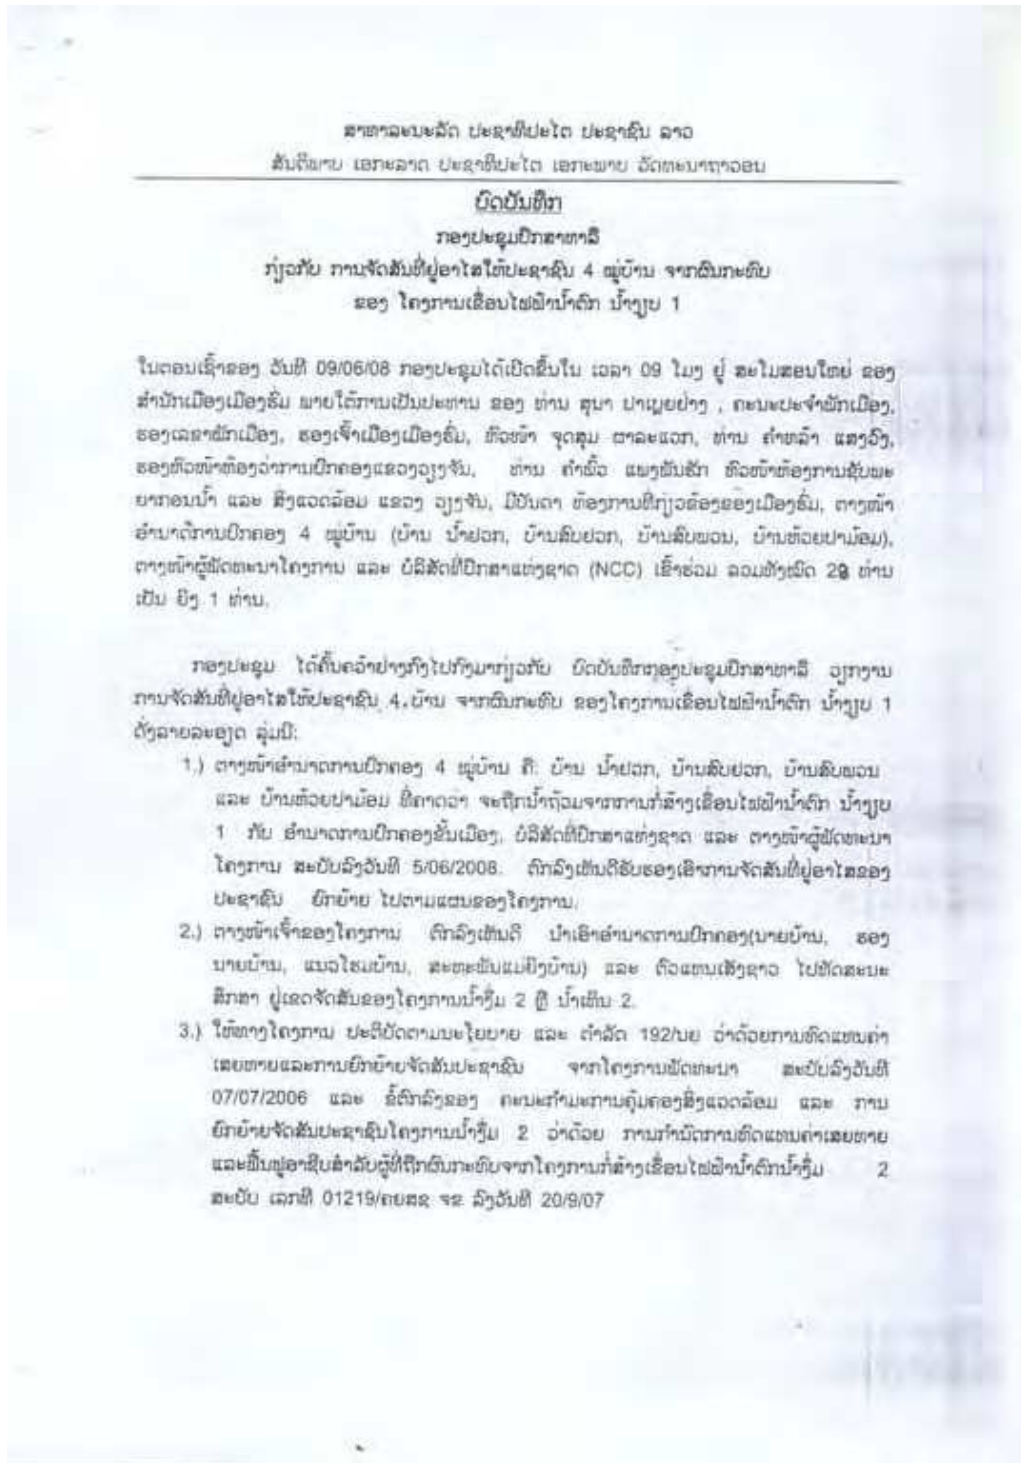 ສາທາລະນະລັດ ປະຊາທິປະໄຕ ປະຊາຊົນ ລາວ
ສັນຕິພາບ ເອກະລາດ ປະຊາທິປະໄຕ ເອກະພາບ ວັດທະນາຖາວອນ
ບົດບັນທຶກ
ກອງປະຊຸມປຶກສາຫາລື
ກ່ຽວກັບ ການຈັດສັນທີ່ຢູ່ອາໄສໃຫ້ປະຊາຊົນ 4 ໝູ່ບ້ານ ຈາກຜົນກະທົບ
ຂອງ ໂຄງການເຂື່ອນໄຟຟ້ານ້ຳຕົກ ນ້ຳງຽບ 1
ໃນຕອນເຊົ້າຂອງ ວັນທີ 09/06/08 ກອງປະຊຸມໄດ້ເປີດຂຶ້ນໃນ ເວລາ 09 ໂມງ ຢູ່ ສະໂມສອນໃຫຍ່ ຂອງ
ສຳນັກເມືອງເມືອງຮົ່ມ ພາຍໃຕ້ການເປັນປະທານ ຂອງ ທ່ານ ສຸນາ ປາເບຼຍຢ່າງ , ຄະນະປະຈຳພັກເມືອງ,
ຮອງເລຂາພັກເມືອງ, ຮອງເຈົ້າເມືອງເມືອງຮົ່ມ, ຫົວໜ້າ ຈຸດສຸມ ຜາລະແວກ, ທ່ານ ຄຳຫລ້າ ແສງວົງ,
ຮອງຫົວໜ້າຫ້ອງວ່າການປົກຄອງແຂວງວຽງຈັນ, ທ່ານ ຄຳພິວ ແພງພັນຮັກ ຫົວໜ້າຫ້ອງການຊັບພະ
ຍາກອນນ້ຳ ແລະ ສິ່ງແວດລ້ອມ ແຂວງ ວຽງຈັນ, ມີບັນດາ ຫ້ອງການທີ່ກ່ຽວຂ້ອງຂອງເມືອງຮົ່ມ, ຕາງໜ້າ
ອຳນາດການປົກຄອງ 4 ໝູ່ບ້ານ (ບ້ານ ນ້ຳຢວກ, ບ້ານສົບຢວກ, ບ້ານສົບພວນ, ບ້ານຫ້ວຍປາມ້ອມ),
ຕາງໜ້າຜູ້ພັດທະນາໂຄງການ ແລະ ບໍລິສັດທີ່ປຶກສາແຫ່ງຊາດ (NCC) ເຂົ້າຮ່ວມ ລວມທັງໝົດ ທ່ານ
ເປັນ ຍິງ 1 ທ່ານ.
ກອງປະຊຸມ ໄດ້ຄົ້ນຄວ້າຢ່າງກົງໄປກົງມາກ່ຽວກັບ ບົດບັນທຶກກອງປະຊຸມປຶກສາຫາລື ວຽກງານ
ການຈັດສັນທີ່ຢູ່ອາໄສໃຫ້ປະຊາຊົນ 4.ບ້ານ ຈາກຜົນກະທົບ ຂອງໂຄງການເຂື່ອນໄຟຟ້ານ້ຳຕົກ ນ້ຳງຽບ 1
ດັ່ງລາຍລະອຽດ ລຸ່ມນີ້:
1.) ຕາງໜ້າອຳນາດການປົກຄອງ 4 ໝູ່ບ້ານ ຄື: ບ້ານ ນ້ຳຢວກ, ບ້ານສົບຢວກ, ບ້ານສົບພວນ
ແລະ ບ້ານຫ້ວຍປາມ້ອມ ທີ່ຄາດວ່າ ຈະຖືກນ້ຳຖ້ວມຈາກການກໍ່ສ້າງເຂື່ອນໄຟຟ້ານ້ຳຕົກ ນ້ຳງຽບ
1 ກັບ ອຳນາດການປົກຄອງຂັ້ນເມືອງ, ບໍລິສັດທີ່ປຶກສາແຫ່ງຊາດ ແລະ ຕາງໜ້າຜູ້ພັດທະນາ
ໂຄງການ ສະບັບລົງວັນທີ 5/06/2008. ຕົກລົງເຫັນດີຮັບຮອງເອົາການຈັດສັນທີ່ຢູ່ອາໄສຂອງ
ປະຊາຊົນ ຍົກຍ້າຍ ໄປຕາມແຜນຂອງໂຄງການ.
2.) ຕາງໜ້າເຈົ້າຂອງໂຄງການ ຕົກລົງເຫັນດີ ນຳເອົາອຳນາດການປົກຄອງ(ນາຍບ້ານ, ຮອງ
ນາຍບ້ານ, ແນວໂຮມບ້ານ, ສະຫະພັນແມ່ຍິງບ້ານ) ແລະ ຕົວແທນເສັງຊາວ ໄປທັດສະນະ
ສຶກສາ ຢູ່ເຂດຈັດສັນຂອງໂຄງການນ້ຳງຶ່ມ 2 ຫຼື ນ້ຳເທີນ 2.
3.) ໃຫ້ທາງໂຄງການ ປະຕິບັດຕາມນະໂຍບາຍ ແລະ ດຳລັດ 192/ນຍ ວ່າດ້ວຍການທົດແທນຄ່າ
ເສຍຫາຍແລະການຍົກຍ້າຍຈັດສັນປະຊາຊົນ ຈາກໂຄງການພັດທະນາ ສະບັບລົງວັນທີ
07/07/2006 ແລະ ຂໍ້ຕົກລົງຂອງ ຄະນະກຳມະການຄຸ້ມຄອງສິ່ງແວດລ້ອມ ແລະ ການ
ຍົກຍ້າຍຈັດສັນປະຊາຊົນໂຄງການນ້ຳງຶ່ມ 2 ວ່າດ້ວຍ ການກຳນົດການທົດແທນຄ່າເສຍຫາຍ
ແລະຟື້ນຟູອາຊີບສຳລັບຜູ້ທີ່ຖືກຜົນກະທົບຈາກໂຄງການກໍ່ສ້າງເຂື່ອນໄຟຟ້ານ້ຳຕົກນ້ຳງຶ່ມ 2
ສະບັບ ເລກທີ 01219/ຄຍສຊ ຈຂ ລົງວັນທີ 20/9/07